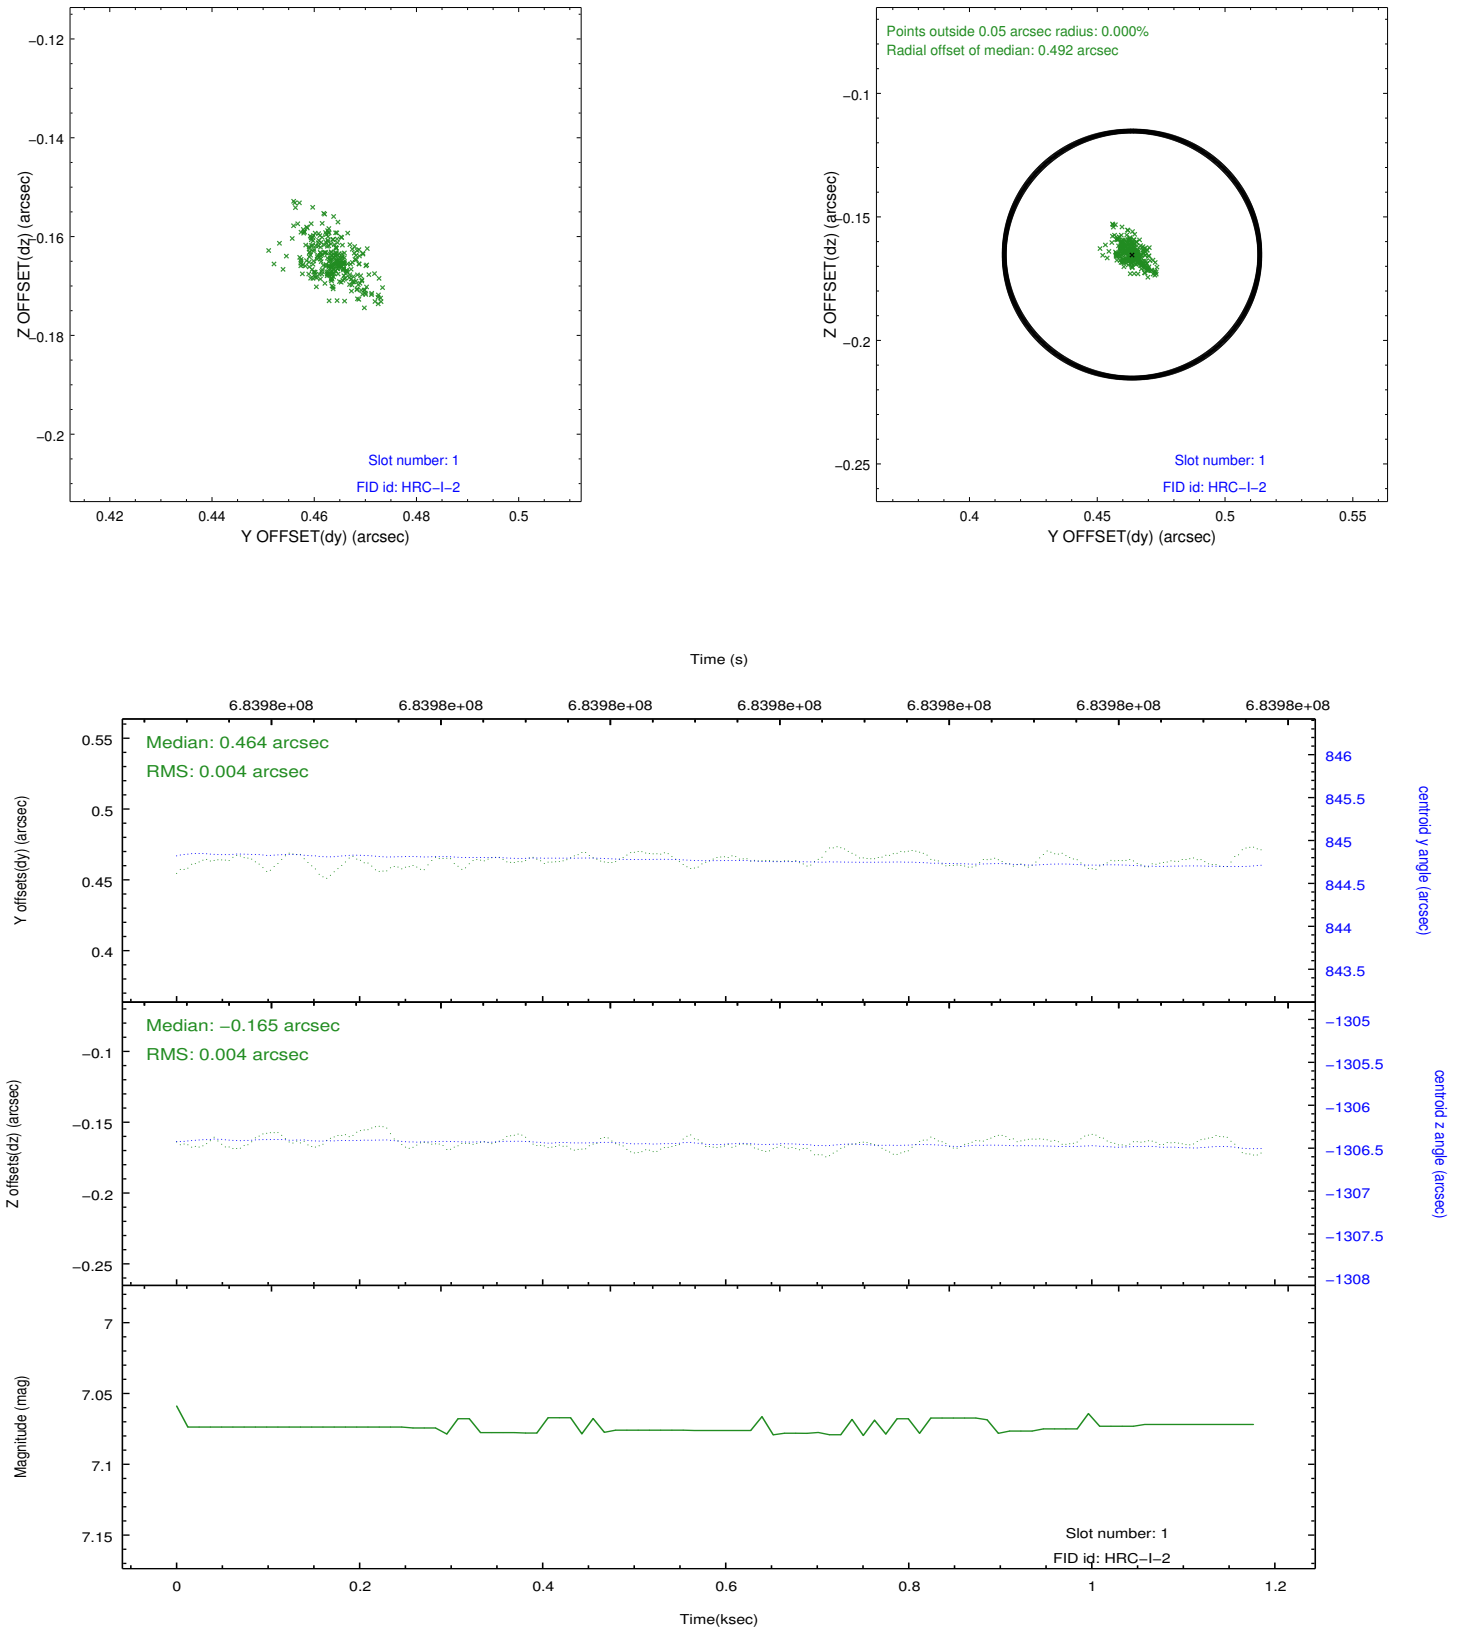 −0.12
−0.14
−0.16
−0.18
−0.2
Z OFFSET(dz) (arcsec)
Slot number: 1
FID id: HRC−I−2
0.42 0.44 0.46 0.48 0.5
Y OFFSET(dy) (arcsec)
Points outside 0.05 arcsec radius: 0.000%
Radial offset of median: 0.492 arcsec
−0.1
−0.15
−0.2
−0.25
Z OFFSET(dz) (arcsec)
Slot number: 1
FID id: HRC−I−2
0.4 0.45 0.5 0.55
Y OFFSET(dy) (arcsec)
Time (s)
6.8398e+08 6.8398e+08 6.8398e+08 6.8398e+08 6.8398e+08 6.8398e+08 6.8398e+08
Median: 0.464 arcsec
RMS: 0.004 arcsec
0.55
0.5
0.45
0.4
Y offsets(dy) (arcsec)
846
845.5
845
844.5
844
843.5
centroid y angle (arcsec)
Median: −0.165 arcsec
RMS: 0.004 arcsec
−0.1
−0.15
−0.2
−0.25
Z offsets(dz) (arcsec)
−1305
−1305.5
−1306
−1306.5
−1307
−1307.5
−1308
centroid z angle (arcsec)
7
7.05
7.1
7.15
Magnitude (mag)
Slot number: 1
FID id: HRC−I−2
0 0.2 0.4 0.6 0.8 1 1.2
Time(ksec)